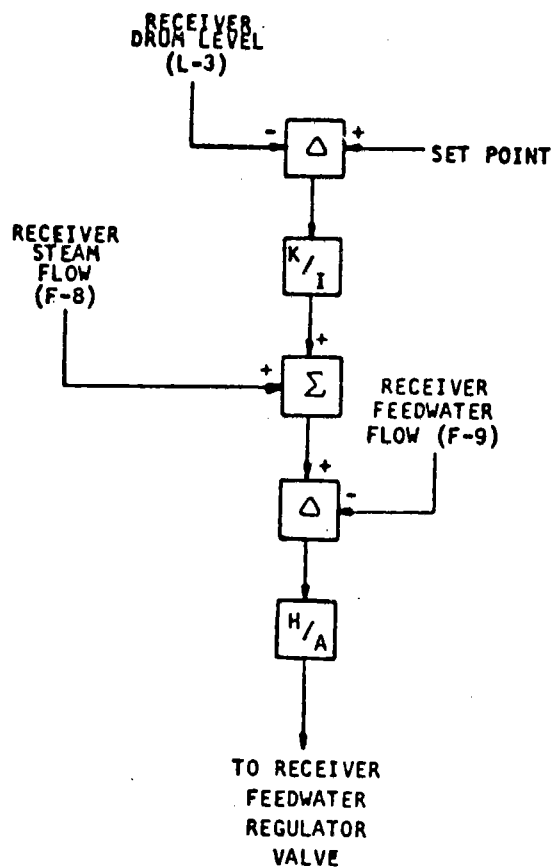 RECEIVER
DRUM LEVEL
(L-3)
- Δ +
SET POINT
K/I
RECEIVER
STEAM
FLOW
(F-8)
+
+
Σ
RECEIVER
FEEDWATER
FLOW (F-9)
+
Δ -
H/A
TO RECEIVER
FEEDWATER
REGULATOR
VALVE